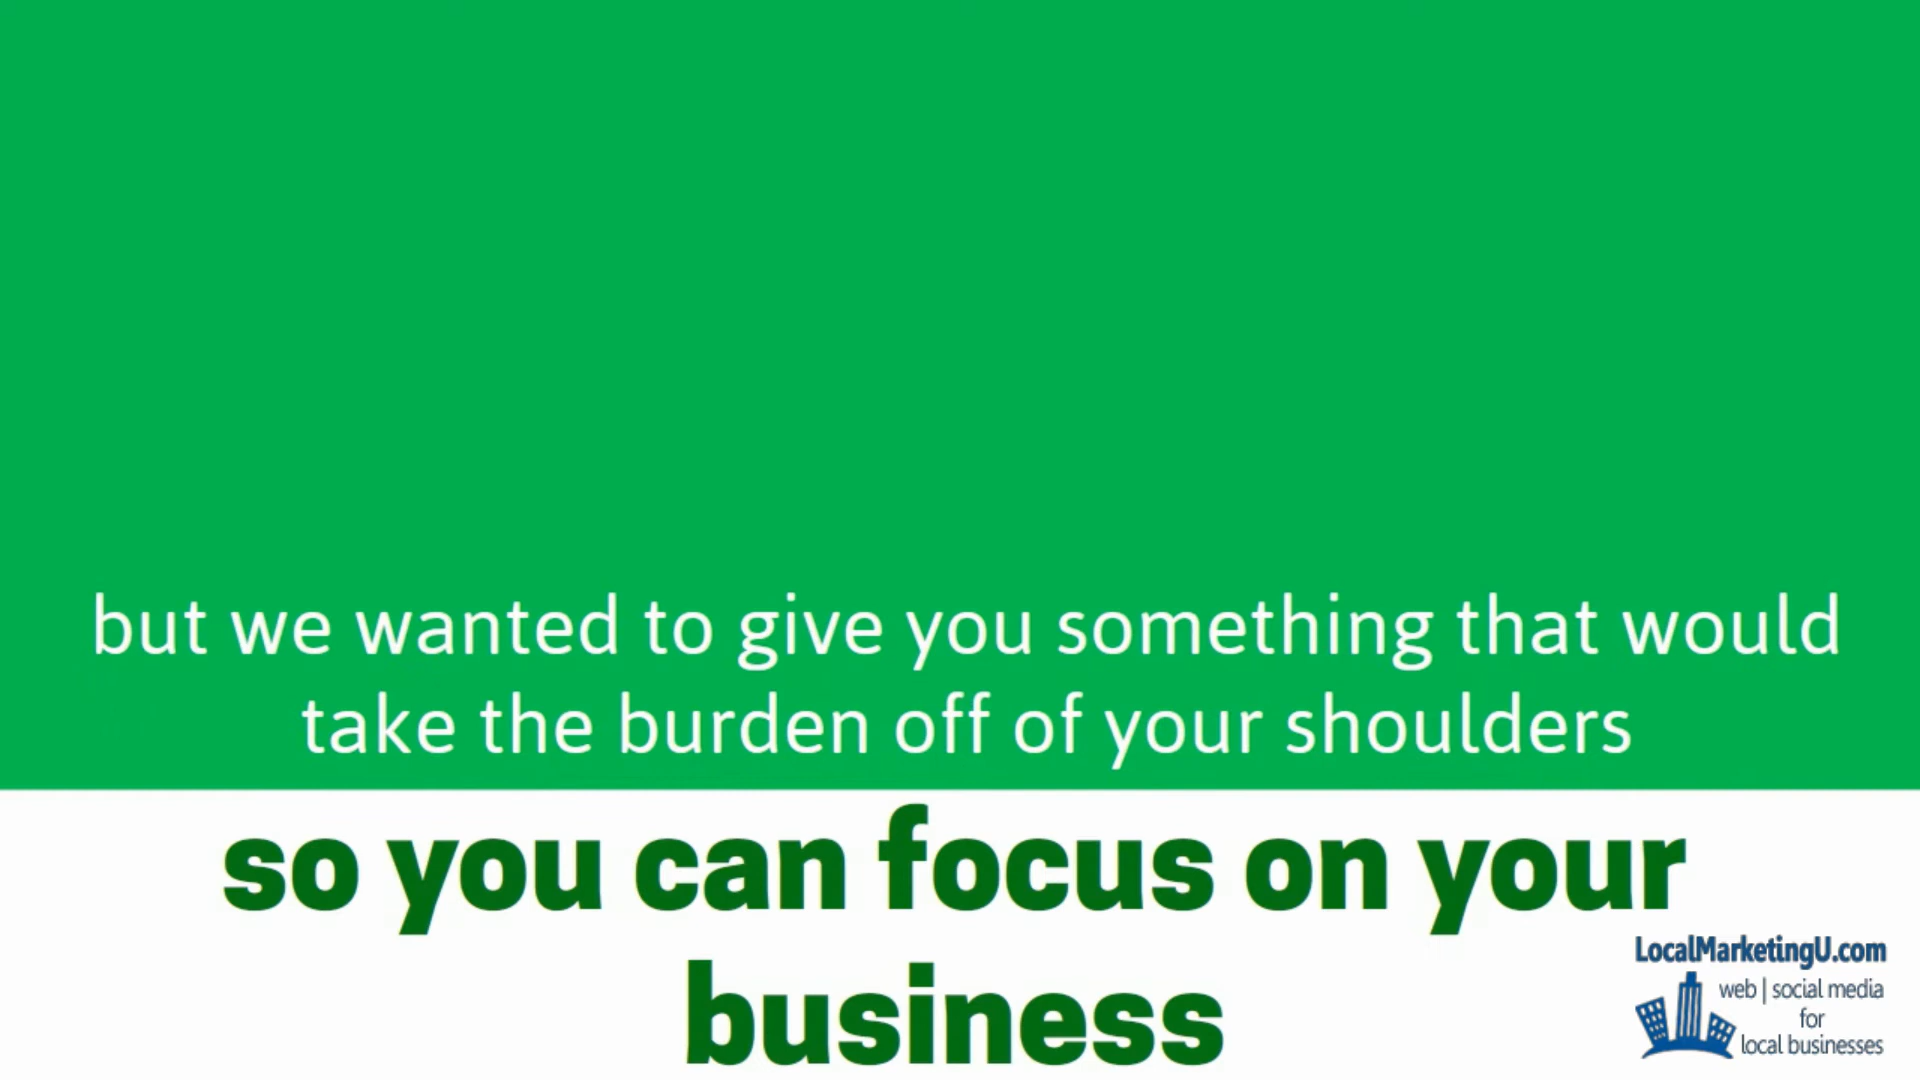 but we wanted to give you something that would
take the burden off of your shoulders
so you can focus on your
business
LocalMarketingU.com
web | social media
for
local businesses